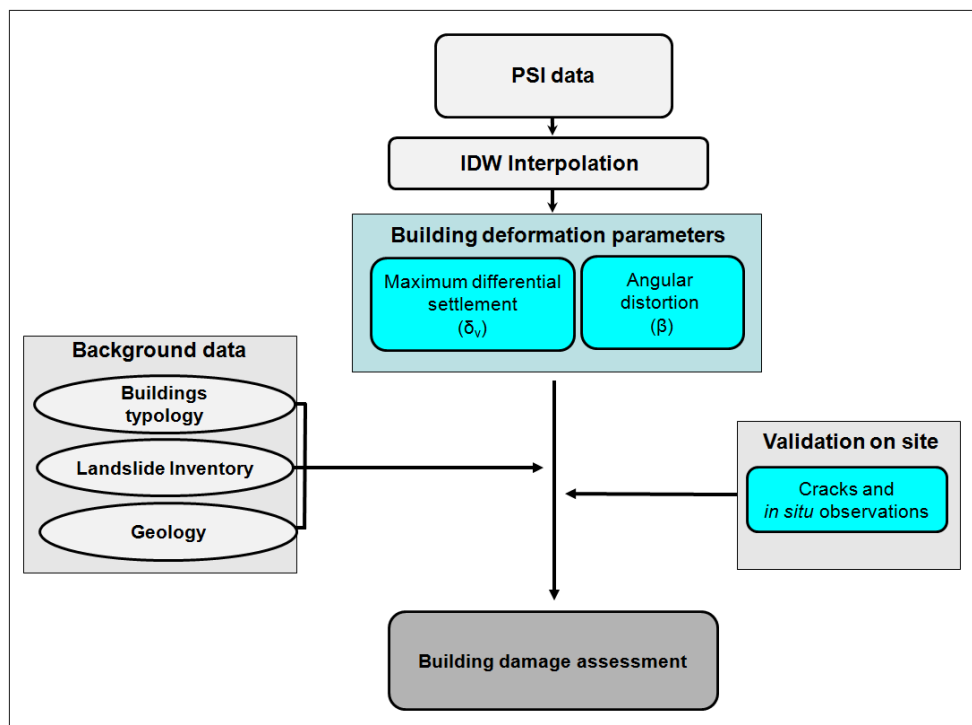 PSI data
IDW Interpolation
Building deformation parameters
Maximum differential
settlement
(δᵥ)
Angular
distortion
(β)
Background data
Buildings
typology
Landslide Inventory
Geology
Validation on site
Cracks and
in situ observations
Building damage assessment